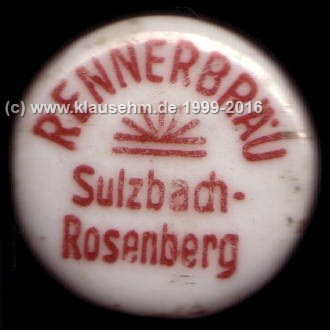 RENNERBRÄU
(c) www.klausehm.de 1999-2016
Sulzbach-
Rosenberg